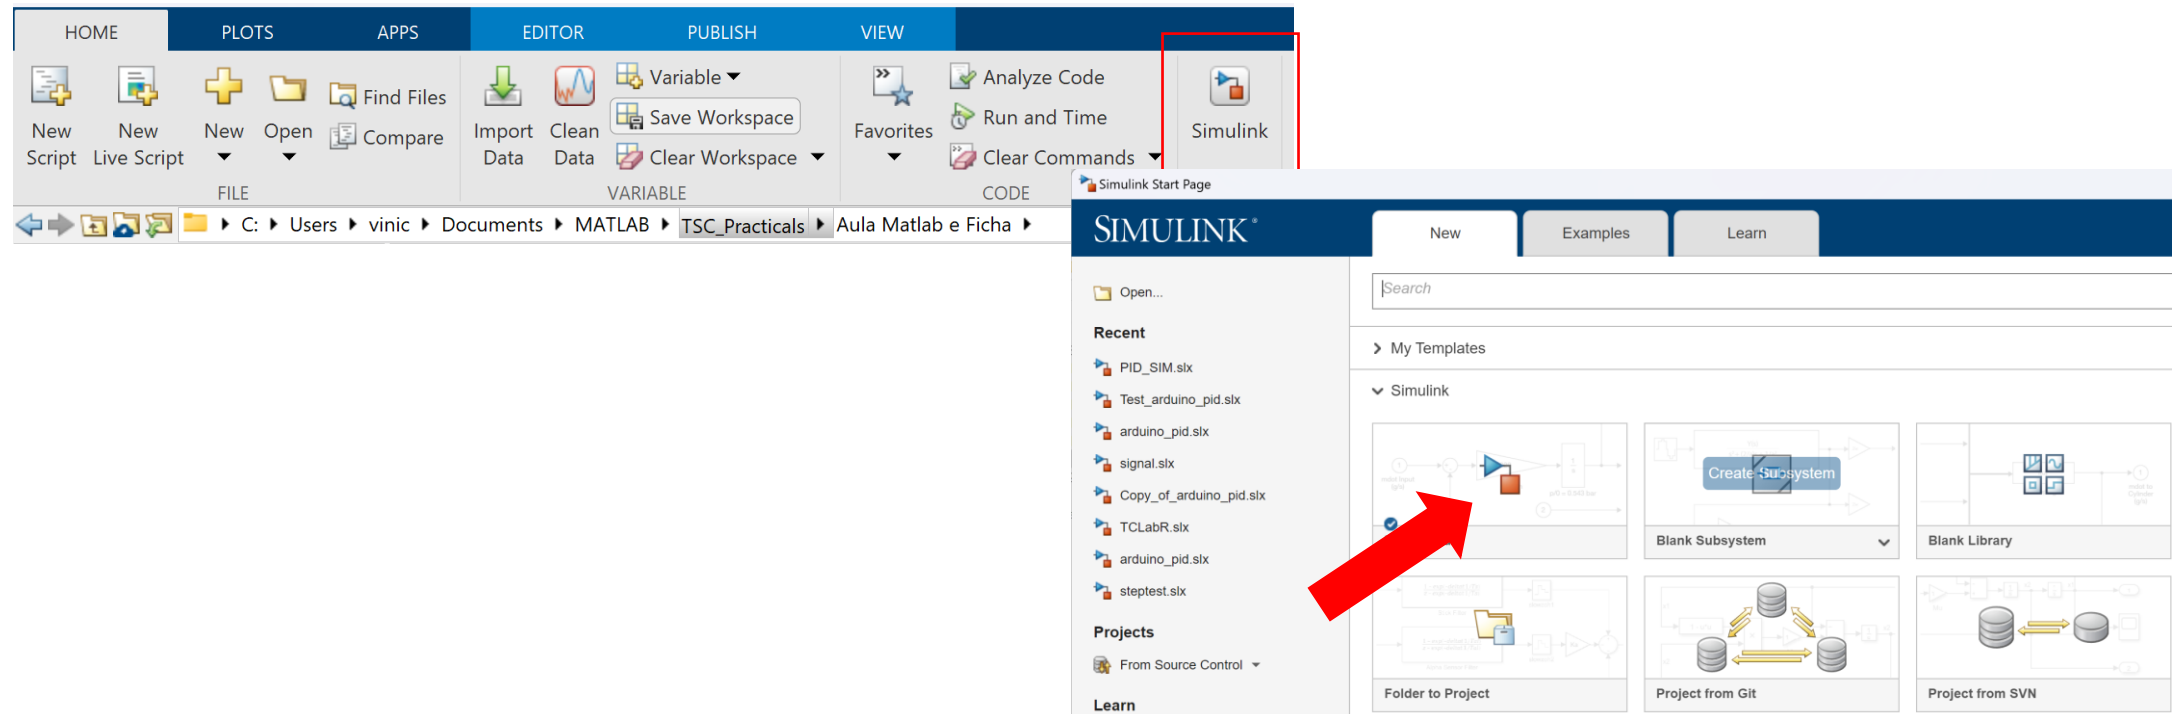 HOME PLOTS APPS EDITOR PUBLISH VIEW
New Script
New Live Script
New
Open
Find Files
Compare
Import Data
Clean Data
Variable
Save Workspace
Clear Workspace
Favorites
Analyze Code
Run and Time
Clear Commands
Simulink
FILE VARIABLE CODE
C: Users vinic Documents MATLAB TSC_Practicals Aula Matlab e Ficha
Simulink Start Page
SIMULINK®
New Examples Learn
Open...
Search
Recent
My Templates
PID_SIM.slx
Simulink
Test_arduino_pid.slx
arduino_pid.slx
signal.slx
Copy_of_arduino_pid.slx
TCLabR.slx
arduino_pid.slx
steptest.slx
Create Subsystem
Blank Subsystem
Blank Library
Projects
From Source Control
Learn
Folder to Project
Project from Git
Project from SVN